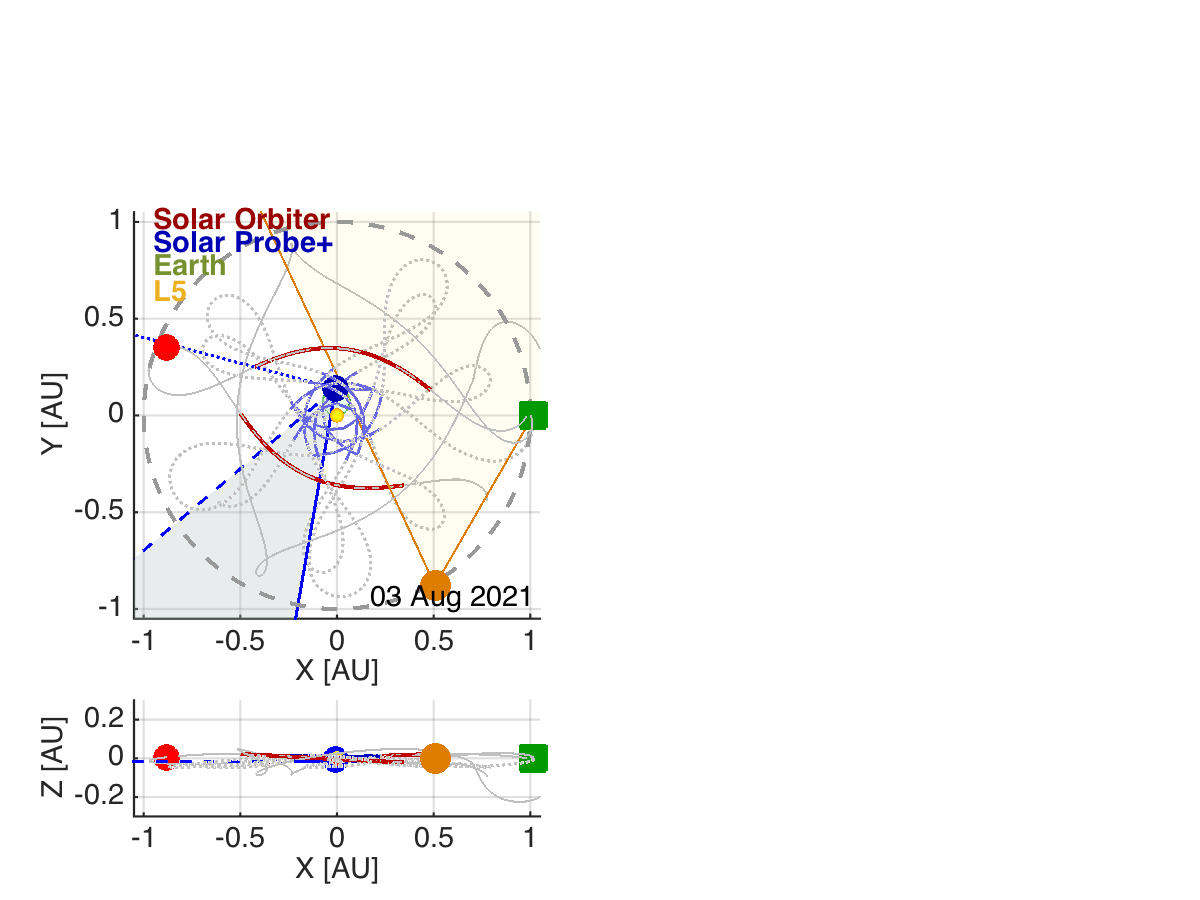 1
Solar Orbiter
Solar Probe+
Earth
L5
0.5
0
-0.5
-1
Y [AU]
03 Aug 2021
-1 -0.5 0 0.5 1
X [AU]
0.2
0
-0.2
Z [AU]
-1 -0.5 0 0.5 1
X [AU]